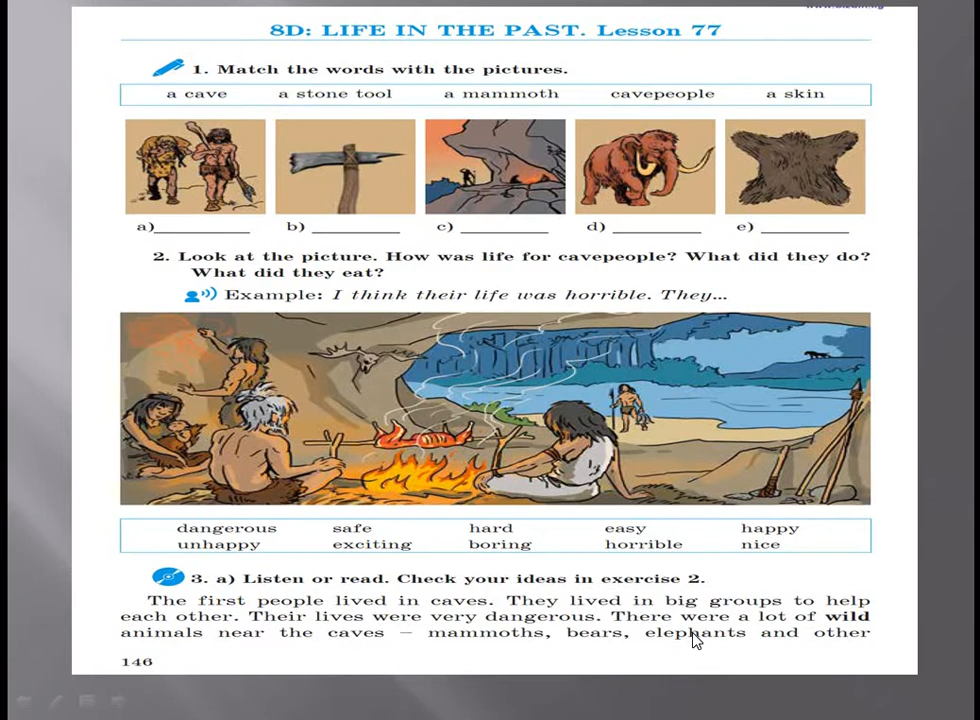 8D: LIFE IN THE PAST. Lesson 77
1. Match the words with the pictures.
a cave a stone tool a mammoth cavepeople a skin
a)__________ b) __________ c) __________ d) __________ e) __________
2. Look at the picture. How was life for cavepeople? What did they do?
What did they eat?
Example: I think their life was horrible. They...
dangerous safe hard easy happy
unhappy exciting boring horrible nice
3. a) Listen or read. Check your ideas in exercise 2.
The first people lived in caves. They lived in big groups to help
each other. Their lives were very dangerous. There were a lot of wild
animals near the caves – mammoths, bears, elephants and other
146